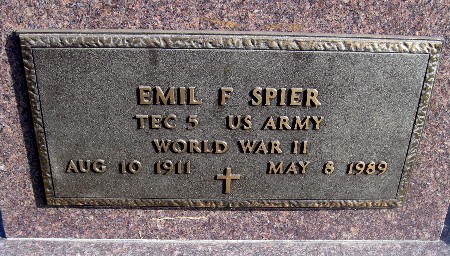 EMIL F SPIER
TEC 5 US ARMY
WORLD WAR II
AUG 10 1911 MAY 8 1989